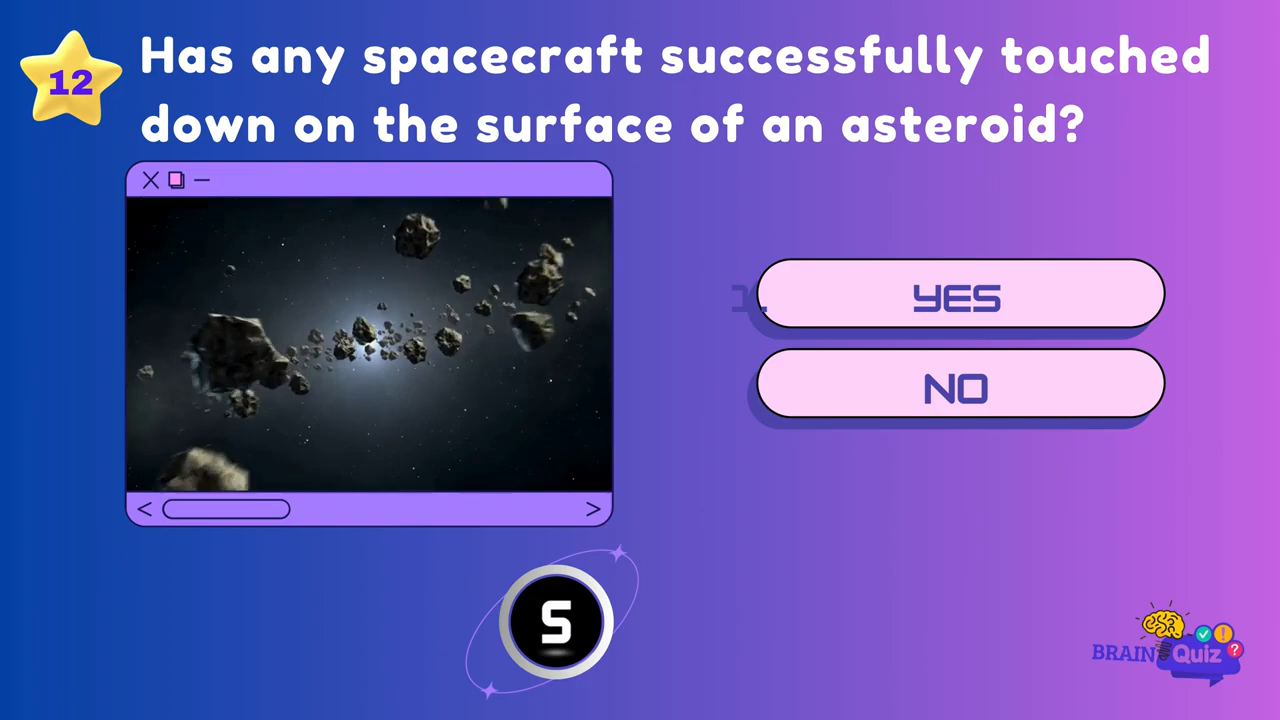 12
Has any spacecraft successfully touched
down on the surface of an asteroid?
YES
NO
5
BRAIN Quiz